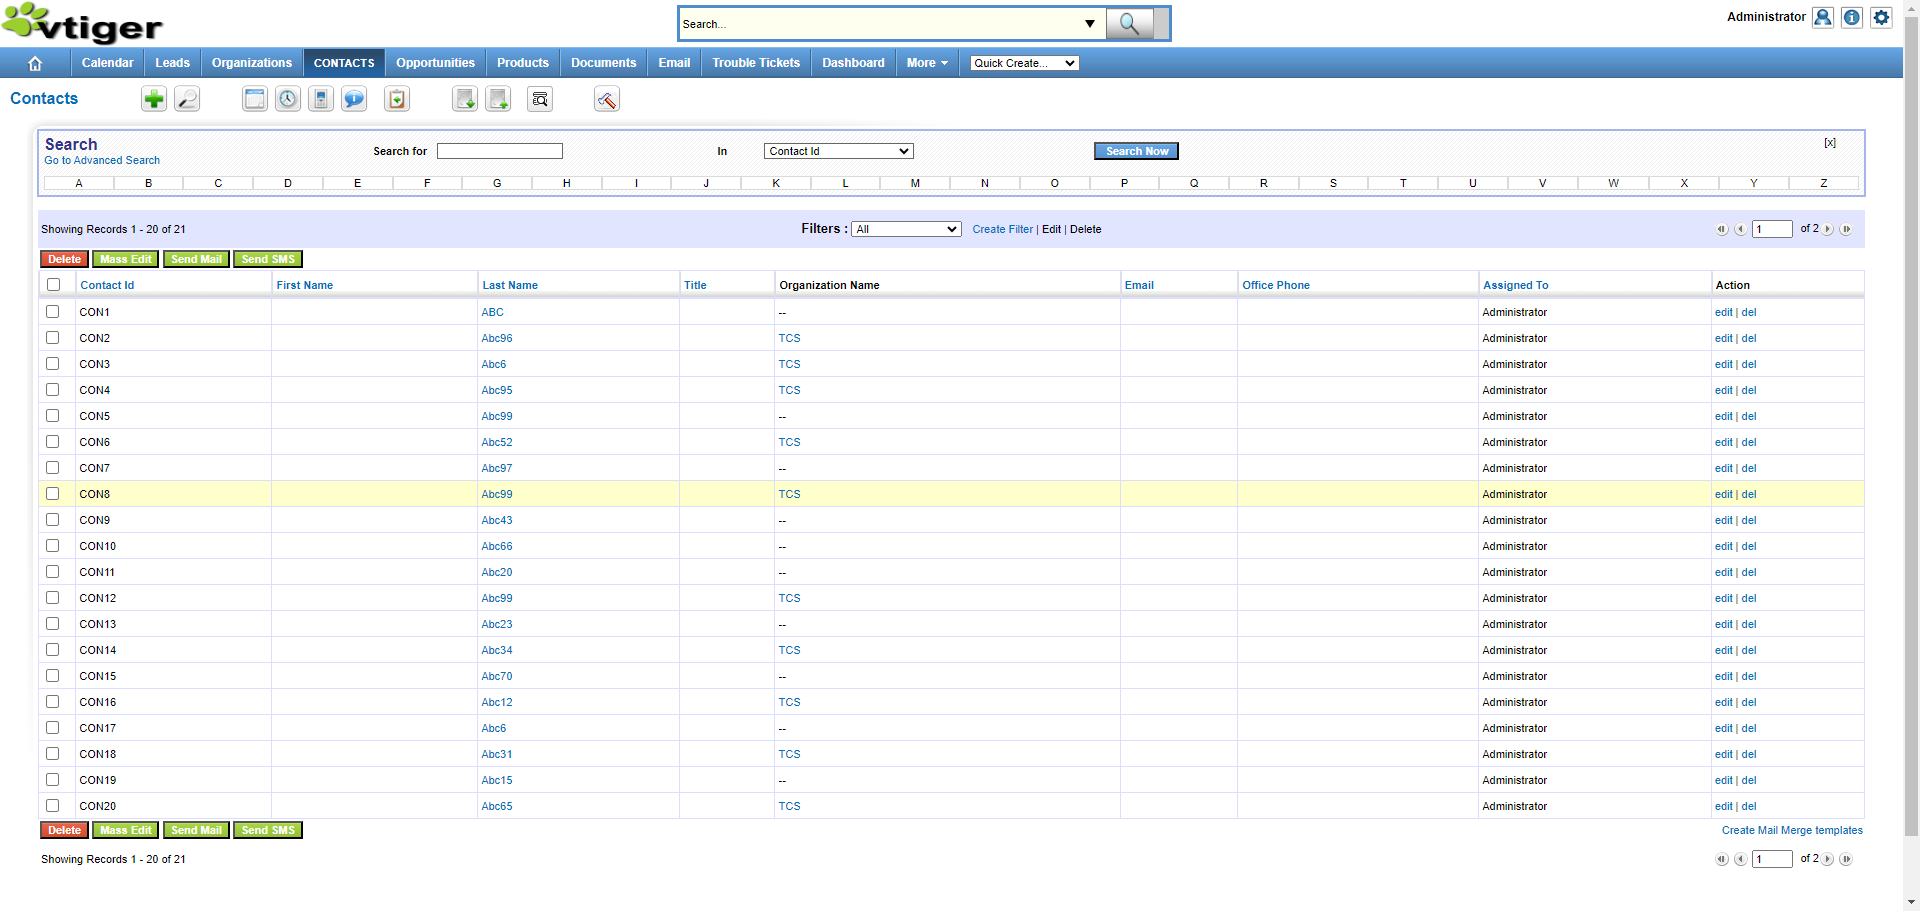 vtiger
Search...
Administrator
Calendar Leads Organizations CONTACTS Opportunities Products Documents Email Trouble Tickets Dashboard More Quick Create...
Contacts
Search
Go to Advanced Search
Search for In Contact Id Search Now [x]
A B C D E F G H I J K L M N O P Q R S T U V W X Y Z
Showing Records 1 - 20 of 21 Filters : All Create Filter | Edit | Delete 1 of 2
Delete Mass Edit Send Mail Send SMS
Contact Id First Name Last Name Title Organization Name Email Office Phone Assigned To Action
CON1 ABC -- Administrator edit | del
CON2 Abc96 TCS Administrator edit | del
CON3 Abc6 TCS Administrator edit | del
CON4 Abc95 TCS Administrator edit | del
CON5 Abc99 -- Administrator edit | del
CON6 Abc52 TCS Administrator edit | del
CON7 Abc97 -- Administrator edit | del
CON8 Abc99 TCS Administrator edit | del
CON9 Abc43 -- Administrator edit | del
CON10 Abc66 -- Administrator edit | del
CON11 Abc20 -- Administrator edit | del
CON12 Abc99 TCS Administrator edit | del
CON13 Abc23 -- Administrator edit | del
CON14 Abc34 TCS Administrator edit | del
CON15 Abc70 -- Administrator edit | del
CON16 Abc12 TCS Administrator edit | del
CON17 Abc6 -- Administrator edit | del
CON18 Abc31 TCS Administrator edit | del
CON19 Abc15 -- Administrator edit | del
CON20 Abc65 TCS Administrator edit | del
Delete Mass Edit Send Mail Send SMS Create Mail Merge templates
Showing Records 1 - 20 of 21 1 of 2